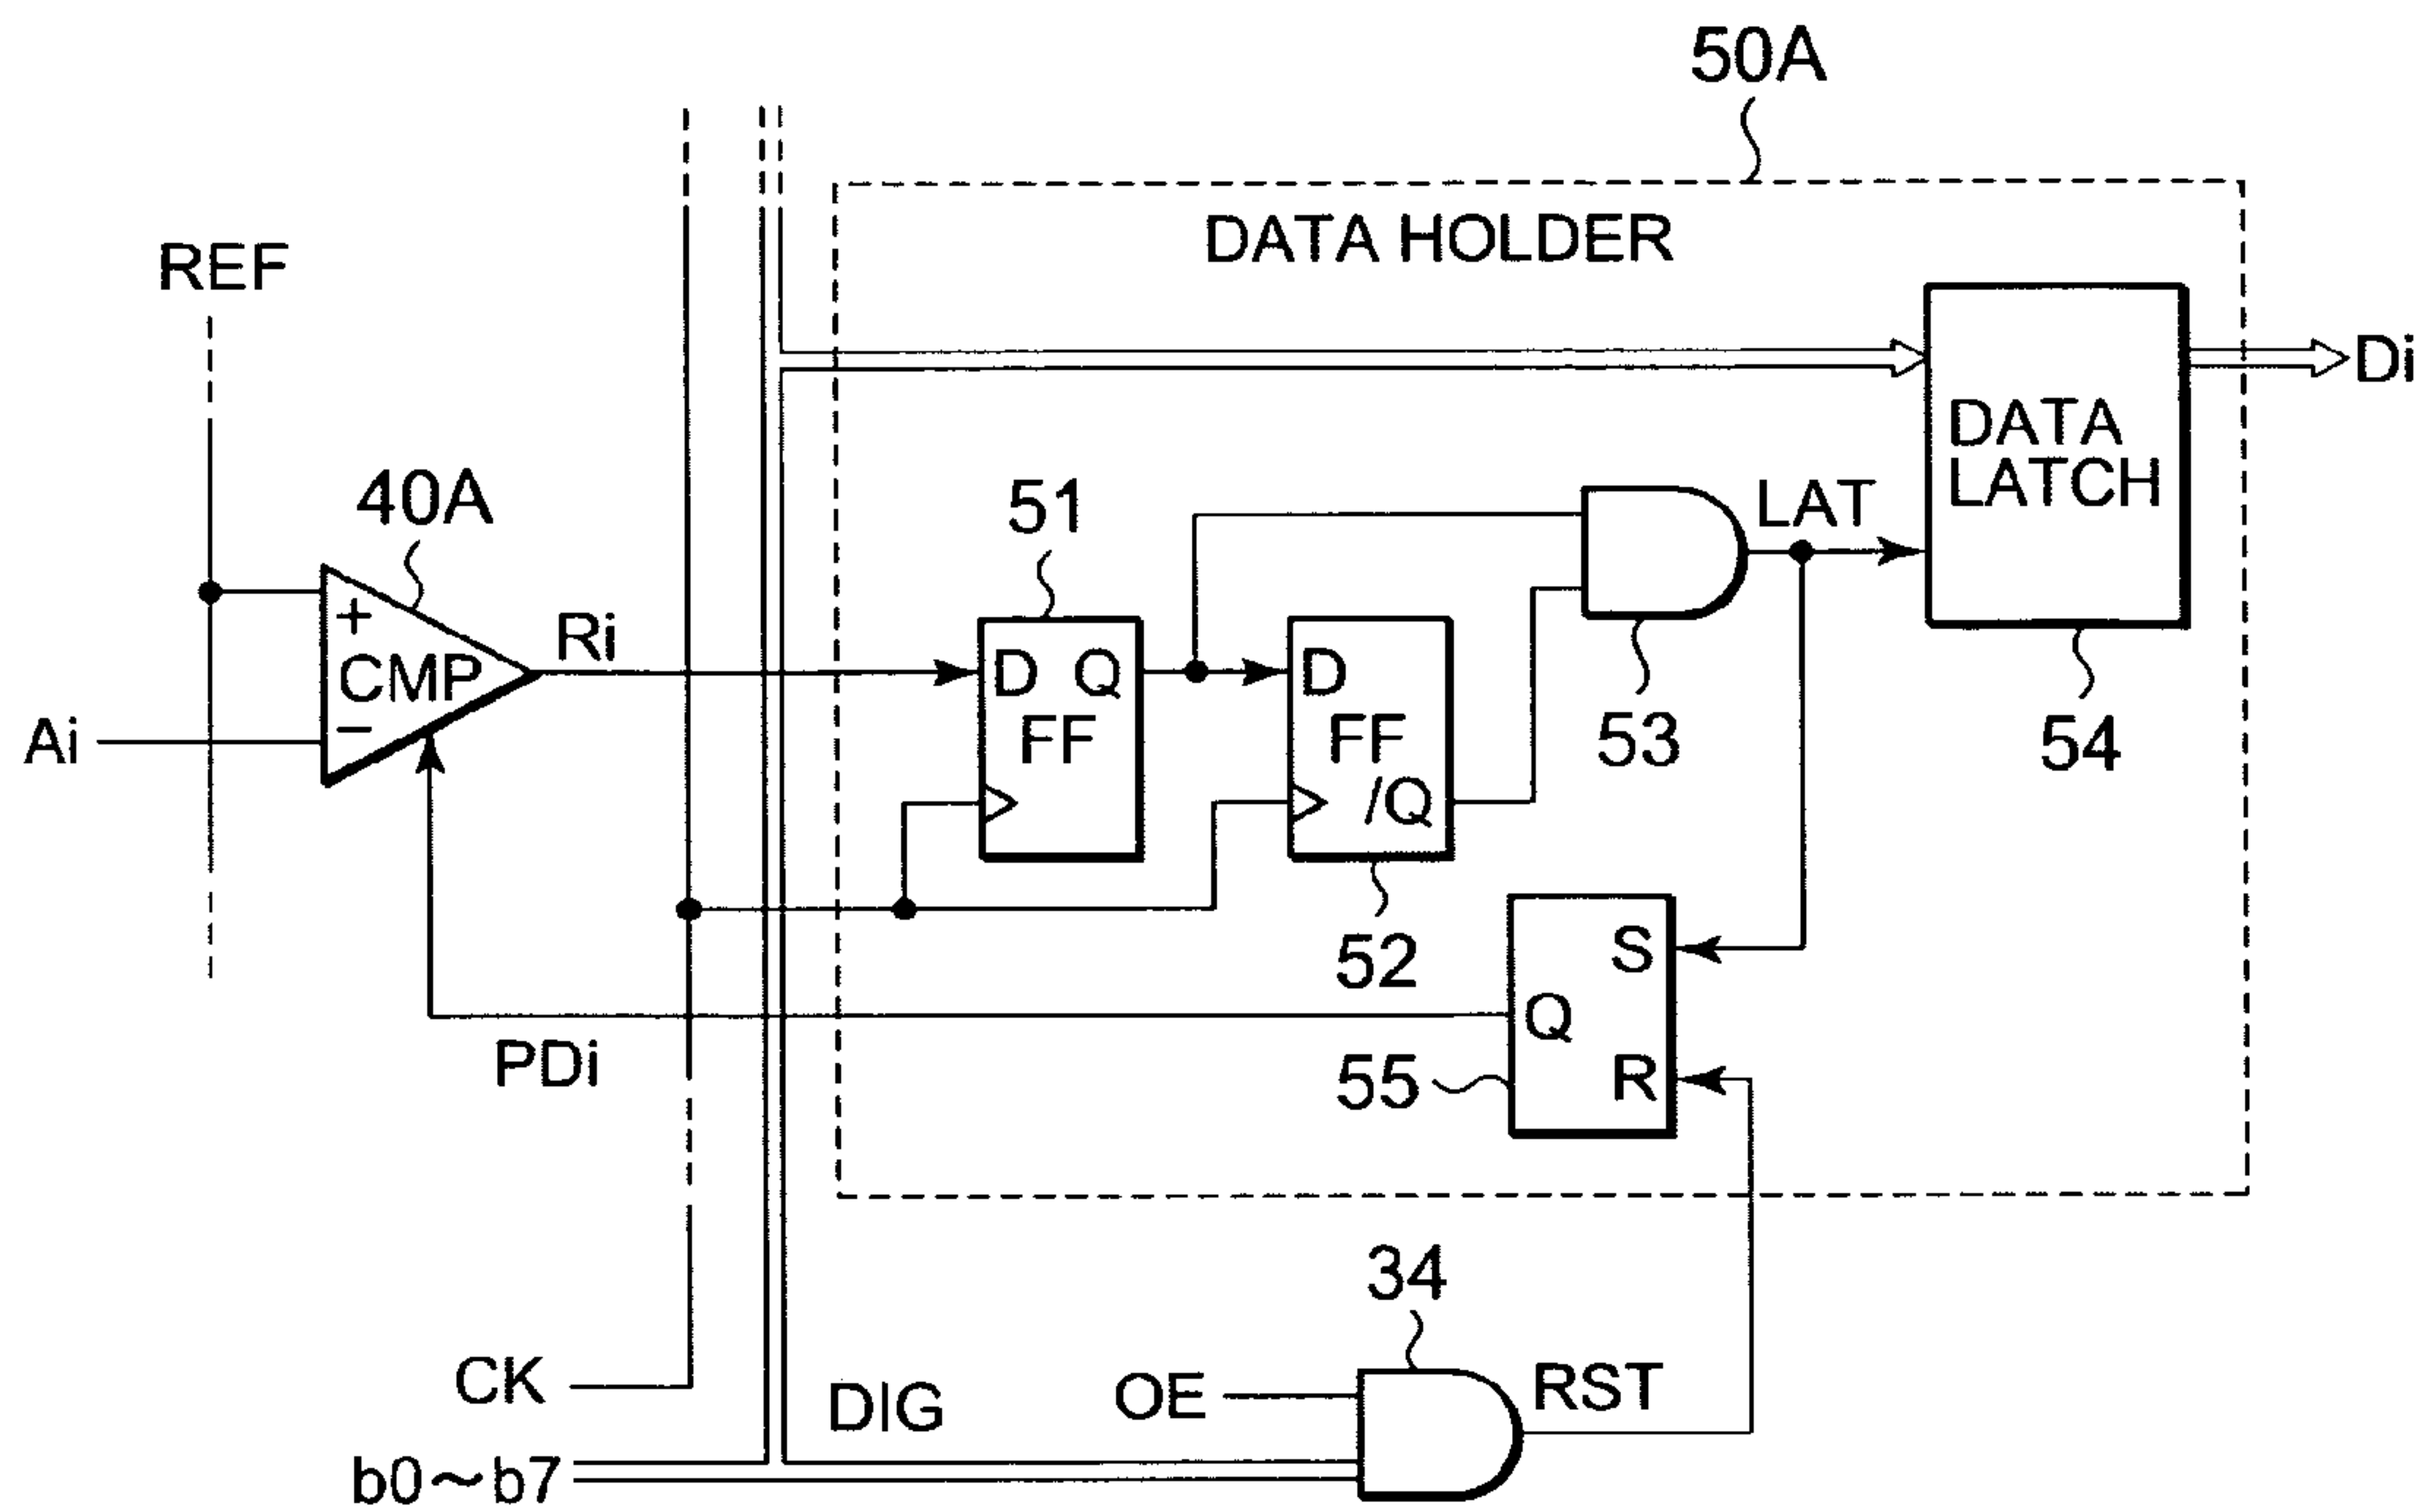 50A
DATA HOLDER
REF
Di
DATA
LATCH
40A
51
LAT
+
CMP
−
Ri
D Q
FF
D
FF
/Q
53
54
Ai
52
S
Q
R
PDi
55
34
CK
DIG
OE
RST
b0~b7